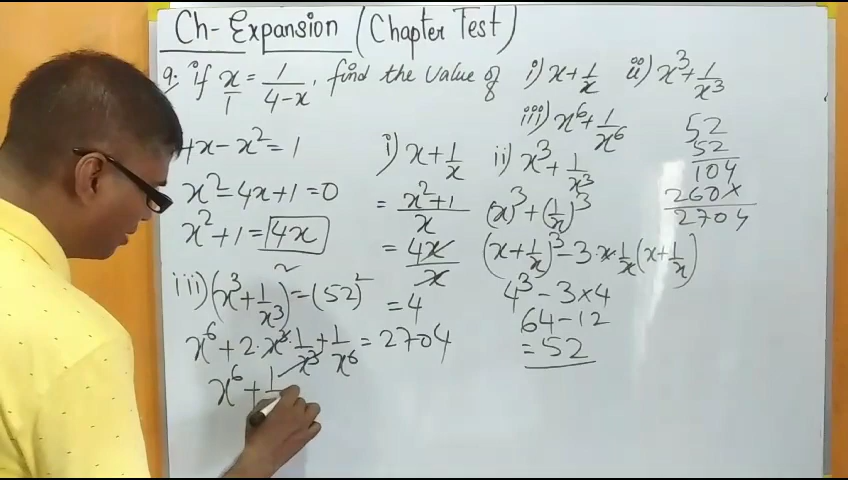 Ch- Expansion (Chapter Test)
Q: if x/1 = 1/(4-x), find the value of i) x+1/x ii) x³+1/x³
iii) x⁶+1/x⁶
x-x²=1
x²-4x+1=0
x²+1=4x
i) x+1/x
= (x²+1)/x
= 4x/x
=4
ii) x³+1/x³
(x)³+(1/x)³
(x+1/x)³-3·x·1/x(x+1/x)
4³-3×4
64-12
=52
52
52
104
260×
2704
iii) (x³+1/x³)²=(52)²
x⁶+2·x³·1/x³+1/x⁶=2704
x⁶+1